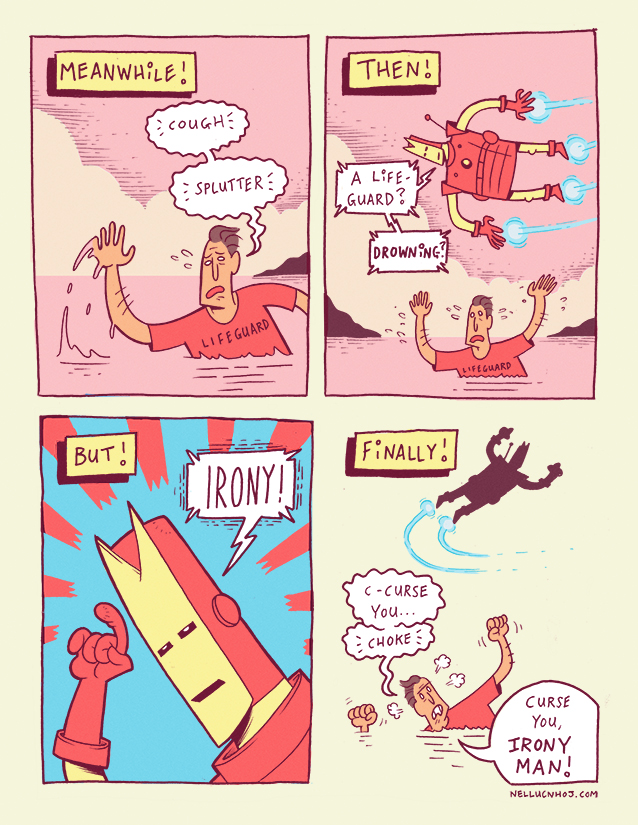 MEANWHiLE!
COUGH
SPLUTTER
LIFEGUARD
THEN!
A LiFE-
GUARD?
DROWNiNG?
LIFEGUARD
BUT!
IRONY!
FiNALLY!
C-CURSE
YOU...
CHOKE
CURSE
YOU,
IRONY
MAN!
NELLUCNHOJ.COM